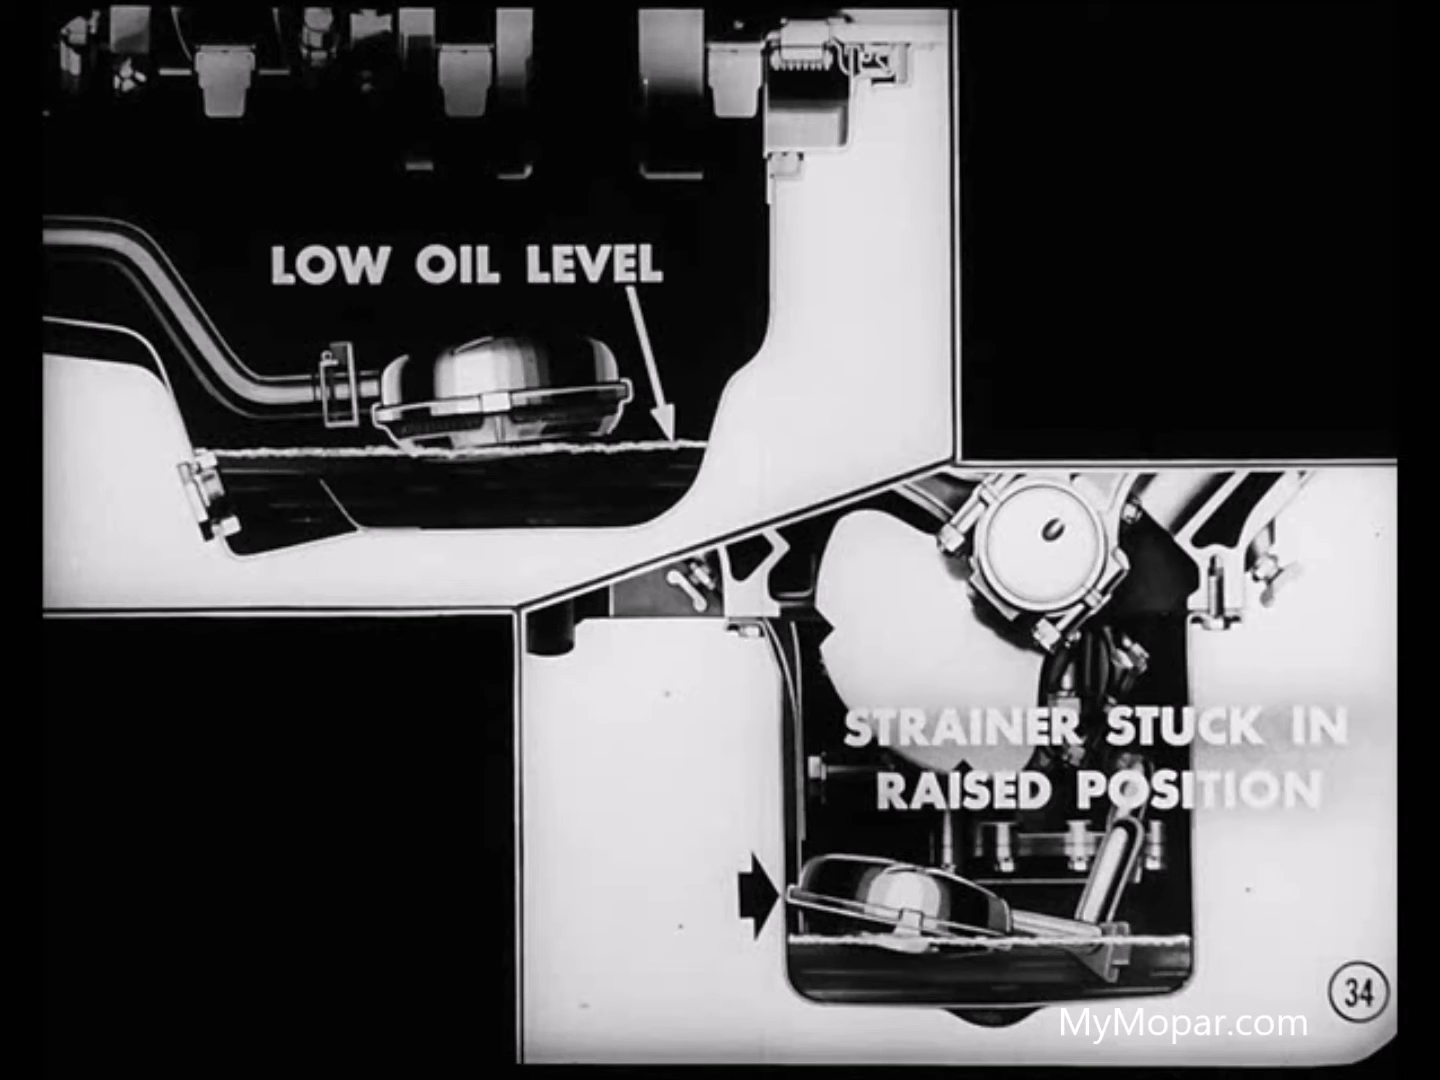 LOW OIL LEVEL
STRAINER STUCK IN
RAISED POSITION
34
MyMopar.com